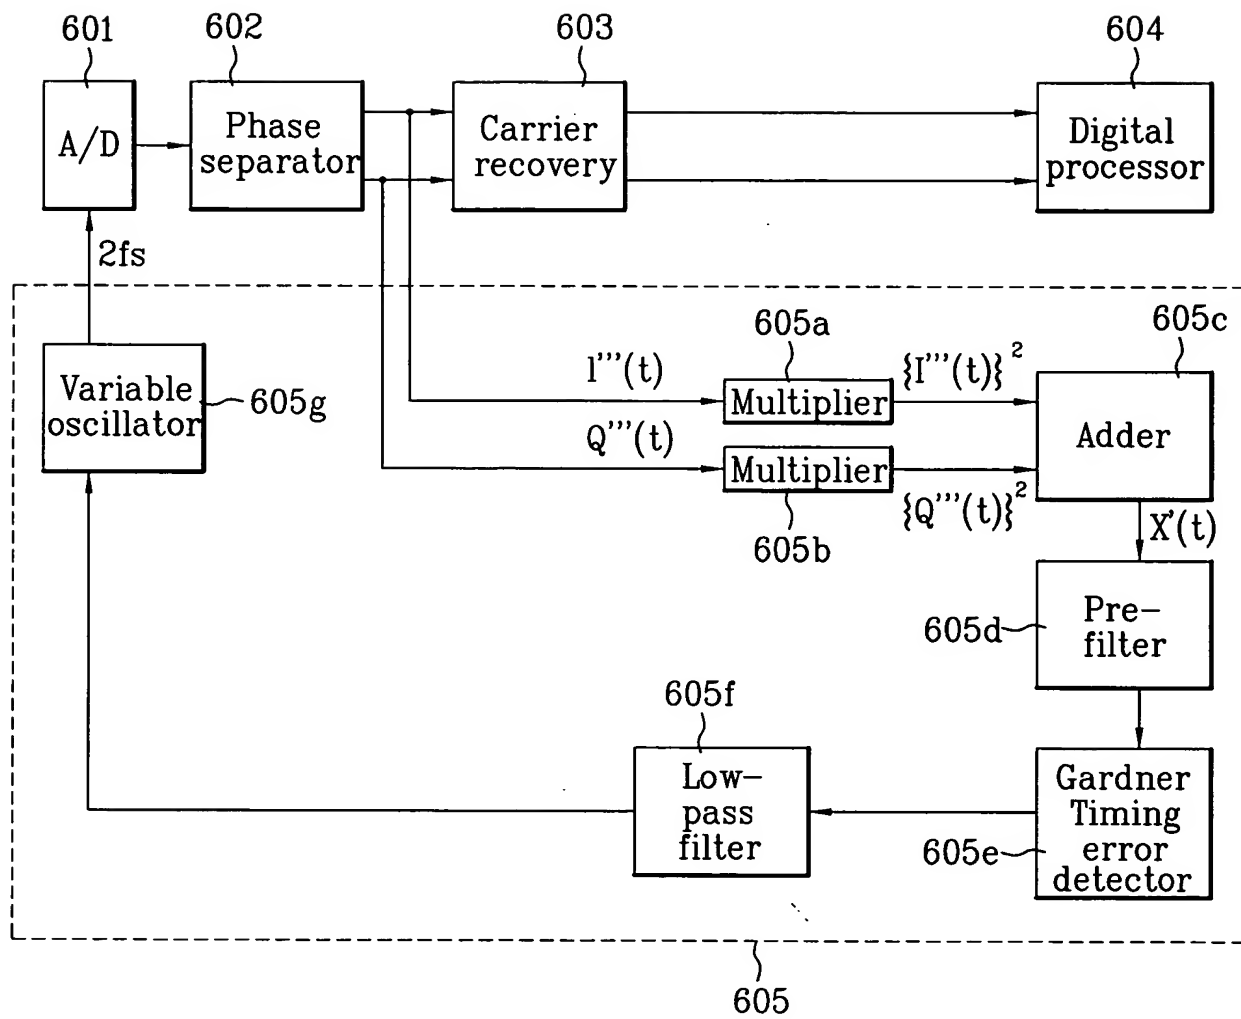 601
602
603
604
A/D
Phase
separator
Carrier
recovery
Digital
processor
2fs
605a
605c
Variable
oscillator
605g
I'''(t)
Multiplier
{I'''(t)}²
Adder
Q'''(t)
Multiplier
{Q'''(t)}²
605b
X'(t)
605d
Pre-
filter
605f
Low-
pass
filter
Gardner
Timing
error
detector
605e
605